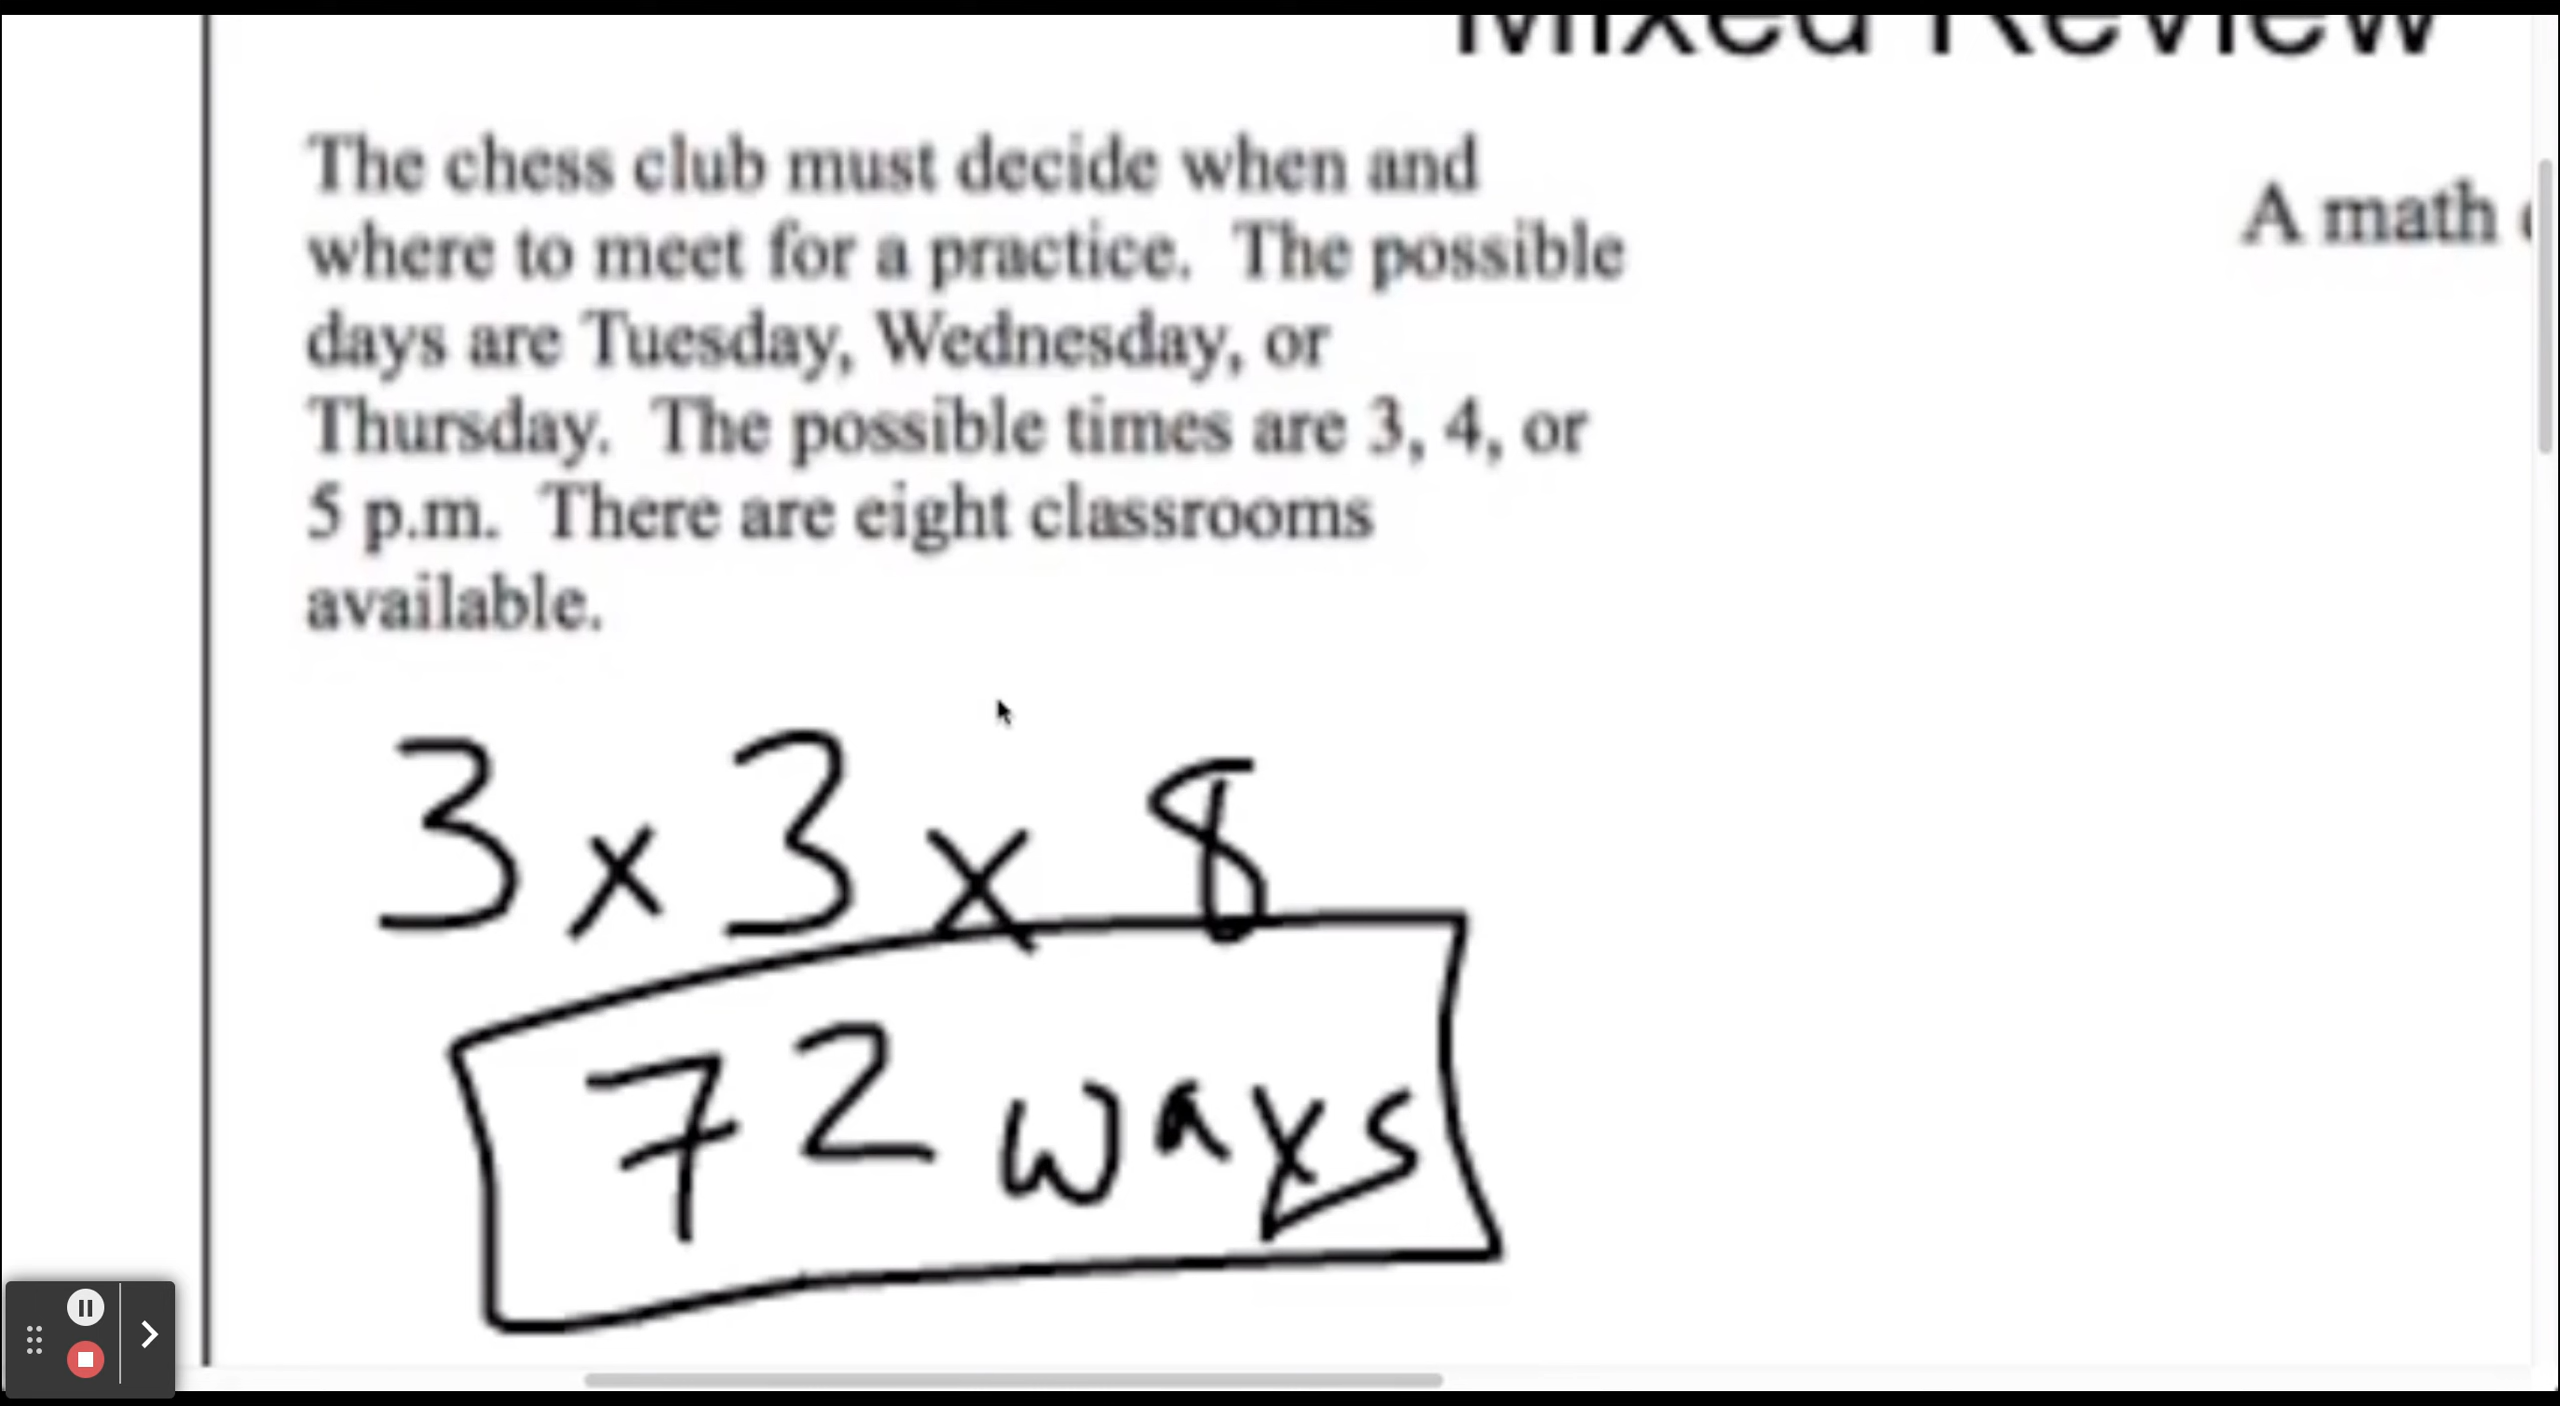 Mixed Review
The chess club must decide when and
where to meet for a practice. The possible
days are Tuesday, Wednesday, or
Thursday. The possible times are 3, 4, or
5 p.m. There are eight classrooms
available.
A math
3 x 3 x 8
72 ways